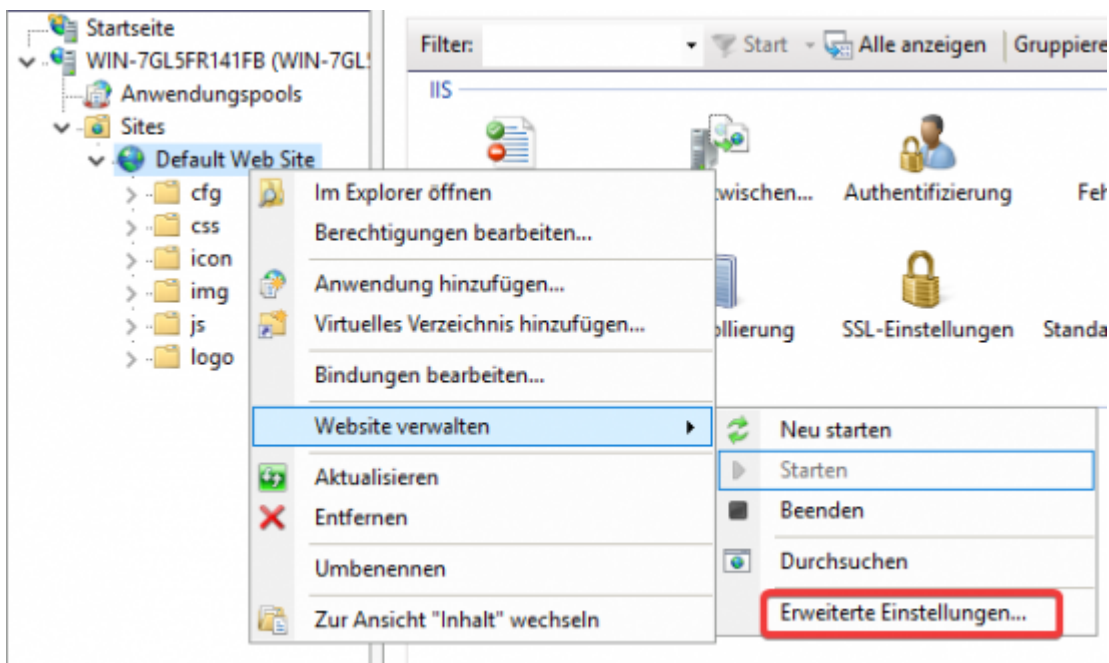 Startseite
WIN-7GL5FR141FB (WIN-7GL
Anwendungspools
Sites
Default Web Site
cfg
css
icon
img
js
logo
Filter:
Start
Alle anzeigen
Gruppiere
IIS
wischen...
Authentifizierung
Feh
ollierung
SSL-Einstellungen
Standa
Im Explorer öffnen
Berechtigungen bearbeiten...
Anwendung hinzufügen...
Virtuelles Verzeichnis hinzufügen...
Bindungen bearbeiten...
Website verwalten
Aktualisieren
Entfernen
Umbenennen
Zur Ansicht "Inhalt" wechseln
Neu starten
Starten
Beenden
Durchsuchen
Erweiterte Einstellungen...